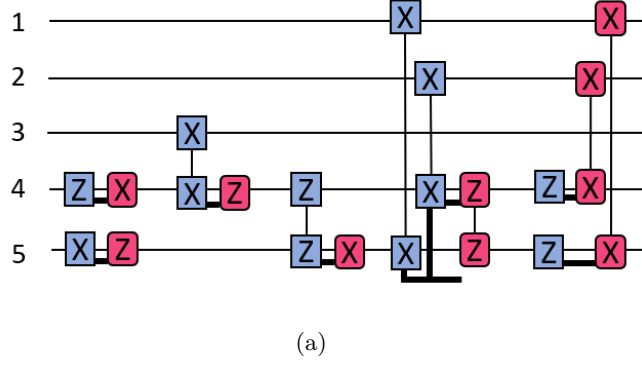 1 X X
2 X X
3 X
4 Z X X Z Z X Z Z X
5 X Z Z X X Z Z X
(a)